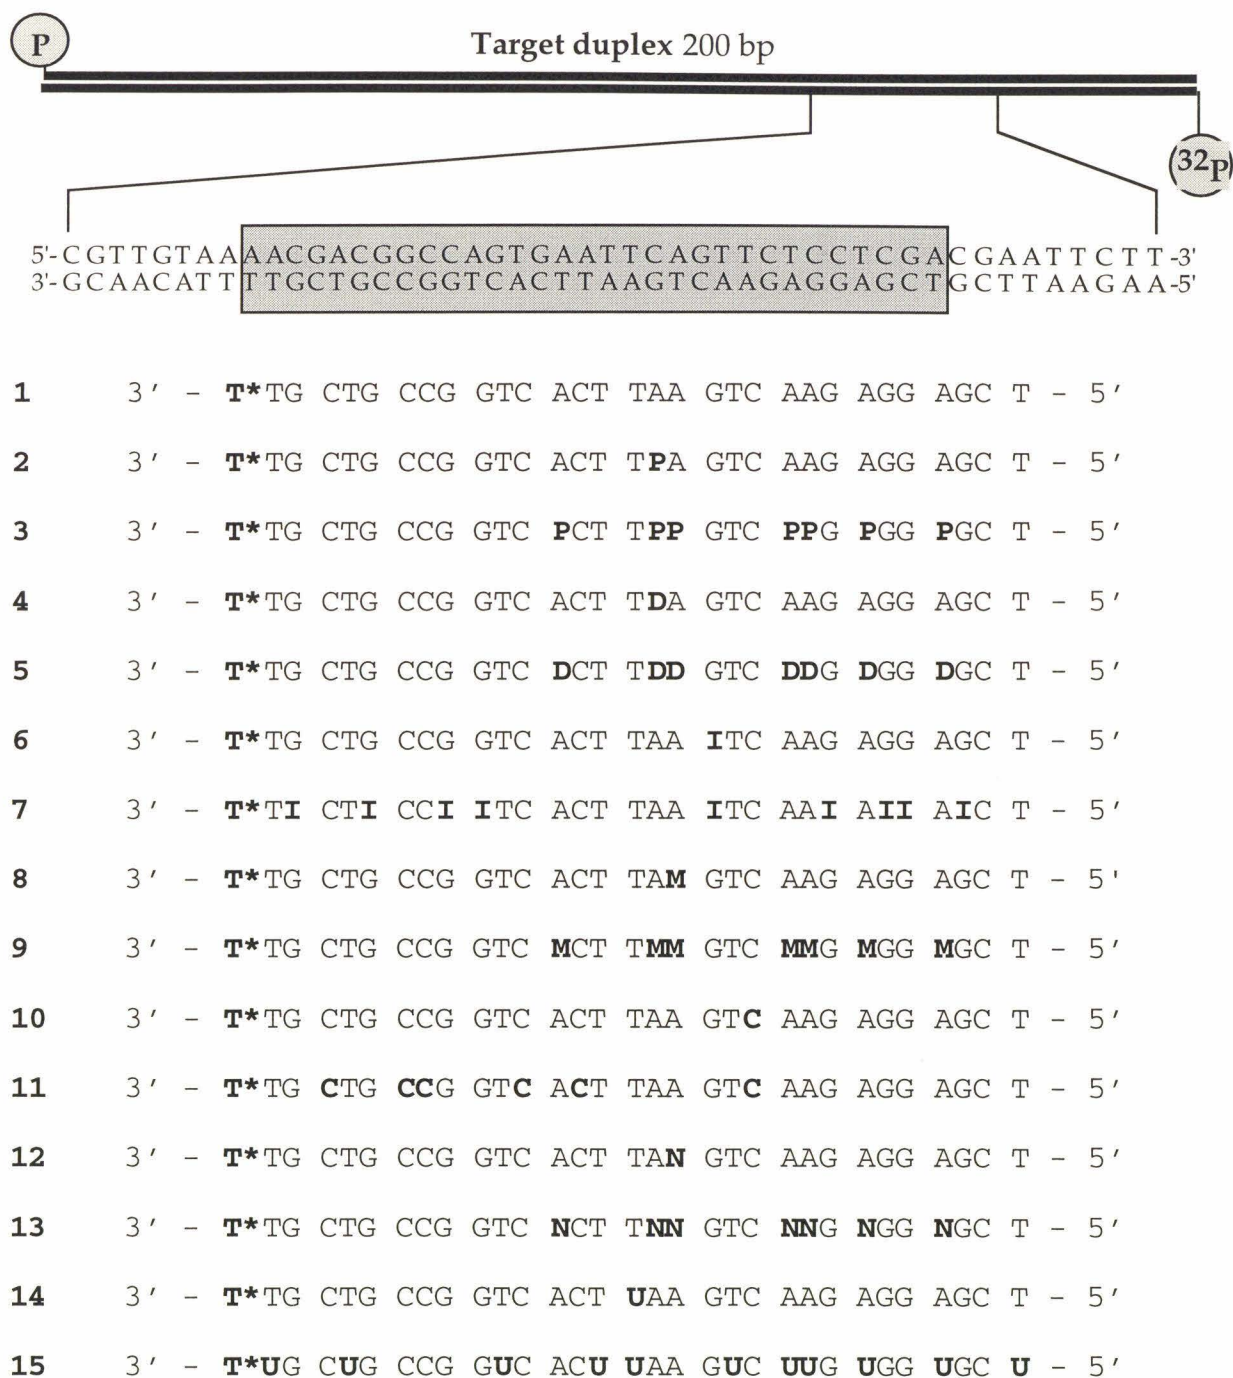 P
Target duplex 200 bp
32P
5'-CGTTGTAAAACGACGGCCAGTGAATTCAGTTCTCCTCGACGAATTCTT-3'
3'-GCAACATTTTGCTGCCGGTCACTTAAGTCAAGAGGAGCTGCTTAAGAA-5'
1 3' - T*TG CTG CCG GTC ACT TAA GTC AAG AGG AGC T - 5'
2 3' - T*TG CTG CCG GTC ACT TPA GTC AAG AGG AGC T - 5'
3 3' - T*TG CTG CCG GTC PCT TPP GTC PPG PGG PGC T - 5'
4 3' - T*TG CTG CCG GTC ACT TDA GTC AAG AGG AGC T - 5'
5 3' - T*TG CTG CCG GTC DCT TDD GTC DDG DGG DGC T - 5'
6 3' - T*TG CTG CCG GTC ACT TAA ITC AAG AGG AGC T - 5'
7 3' - T*TI CTI CCI ITC ACT TAA ITC AAI AII AIC T - 5'
8 3' - T*TG CTG CCG GTC ACT TAM GTC AAG AGG AGC T - 5'
9 3' - T*TG CTG CCG GTC MCT TMM GTC MMG MGG MGC T - 5'
10 3' - T*TG CTG CCG GTC ACT TAA GTC AAG AGG AGC T - 5'
11 3' - T*TG CTG CCG GTC ACT TAA GTC AAG AGG AGC T - 5'
12 3' - T*TG CTG CCG GTC ACT TAN GTC AAG AGG AGC T - 5'
13 3' - T*TG CTG CCG GTC NCT TNN GTC NNG NGG NGC T - 5'
14 3' - T*TG CTG CCG GTC ACT UAA GTC AAG AGG AGC T - 5'
15 3' - T*UG CUG CCG GUC ACU UAA GUC UUG UGG UGC U - 5'